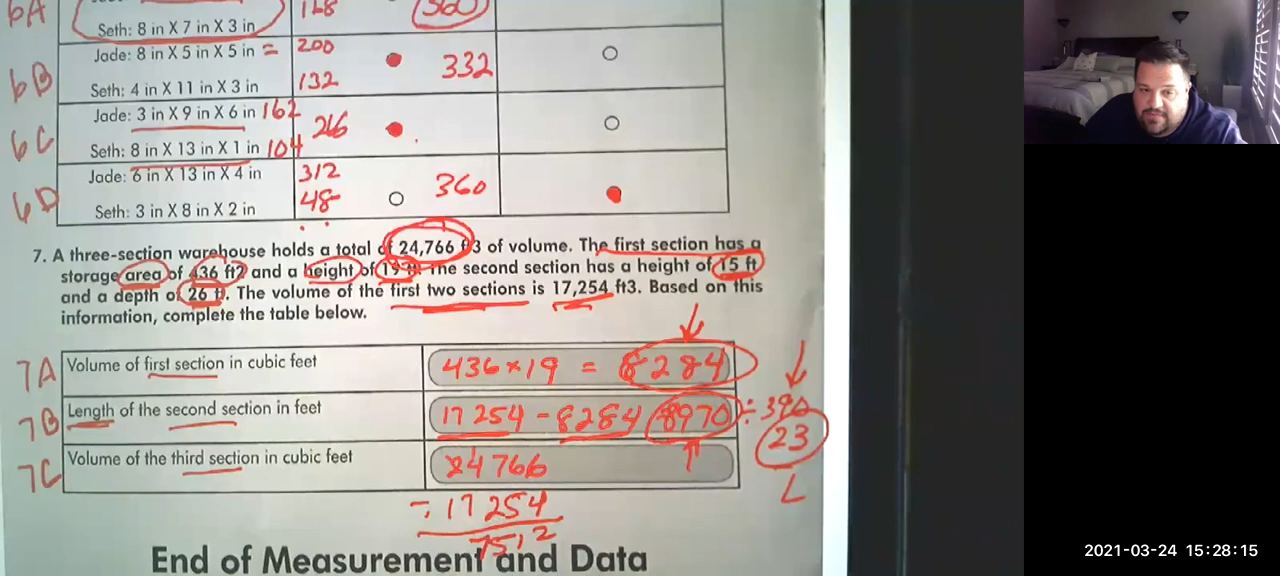 6A
Seth: 8 in X 7 in X 3 in 168 360
6B
Jade: 8 in X 5 in X 5 in = 200
332
Seth: 4 in X 11 in X 3 in 132
6C
Jade: 3 in X 9 in X 6 in 162
266
Seth: 8 in X 13 in X 1 in 104
6D
Jade: 6 in X 13 in X 4 in 312
360
Seth: 3 in X 8 in X 2 in 48
7. A three-section warehouse holds a total of 24,766 ft3 of volume. The first section has a
storage area of 436 ft2 and a height of 19 ft. The second section has a height of 15 ft
and a depth of 26 ft. The volume of the first two sections is 17,254 ft3. Based on this
information, complete the table below.
7A Volume of first section in cubic feet 436 × 19 = 8284
7B Length of the second section in feet 17254 - 8284 8970 ÷ 390
23
L
7C Volume of the third section in cubic feet 24766
- 17254
7512
End of Measurement and Data
2021-03-24 15:28:15